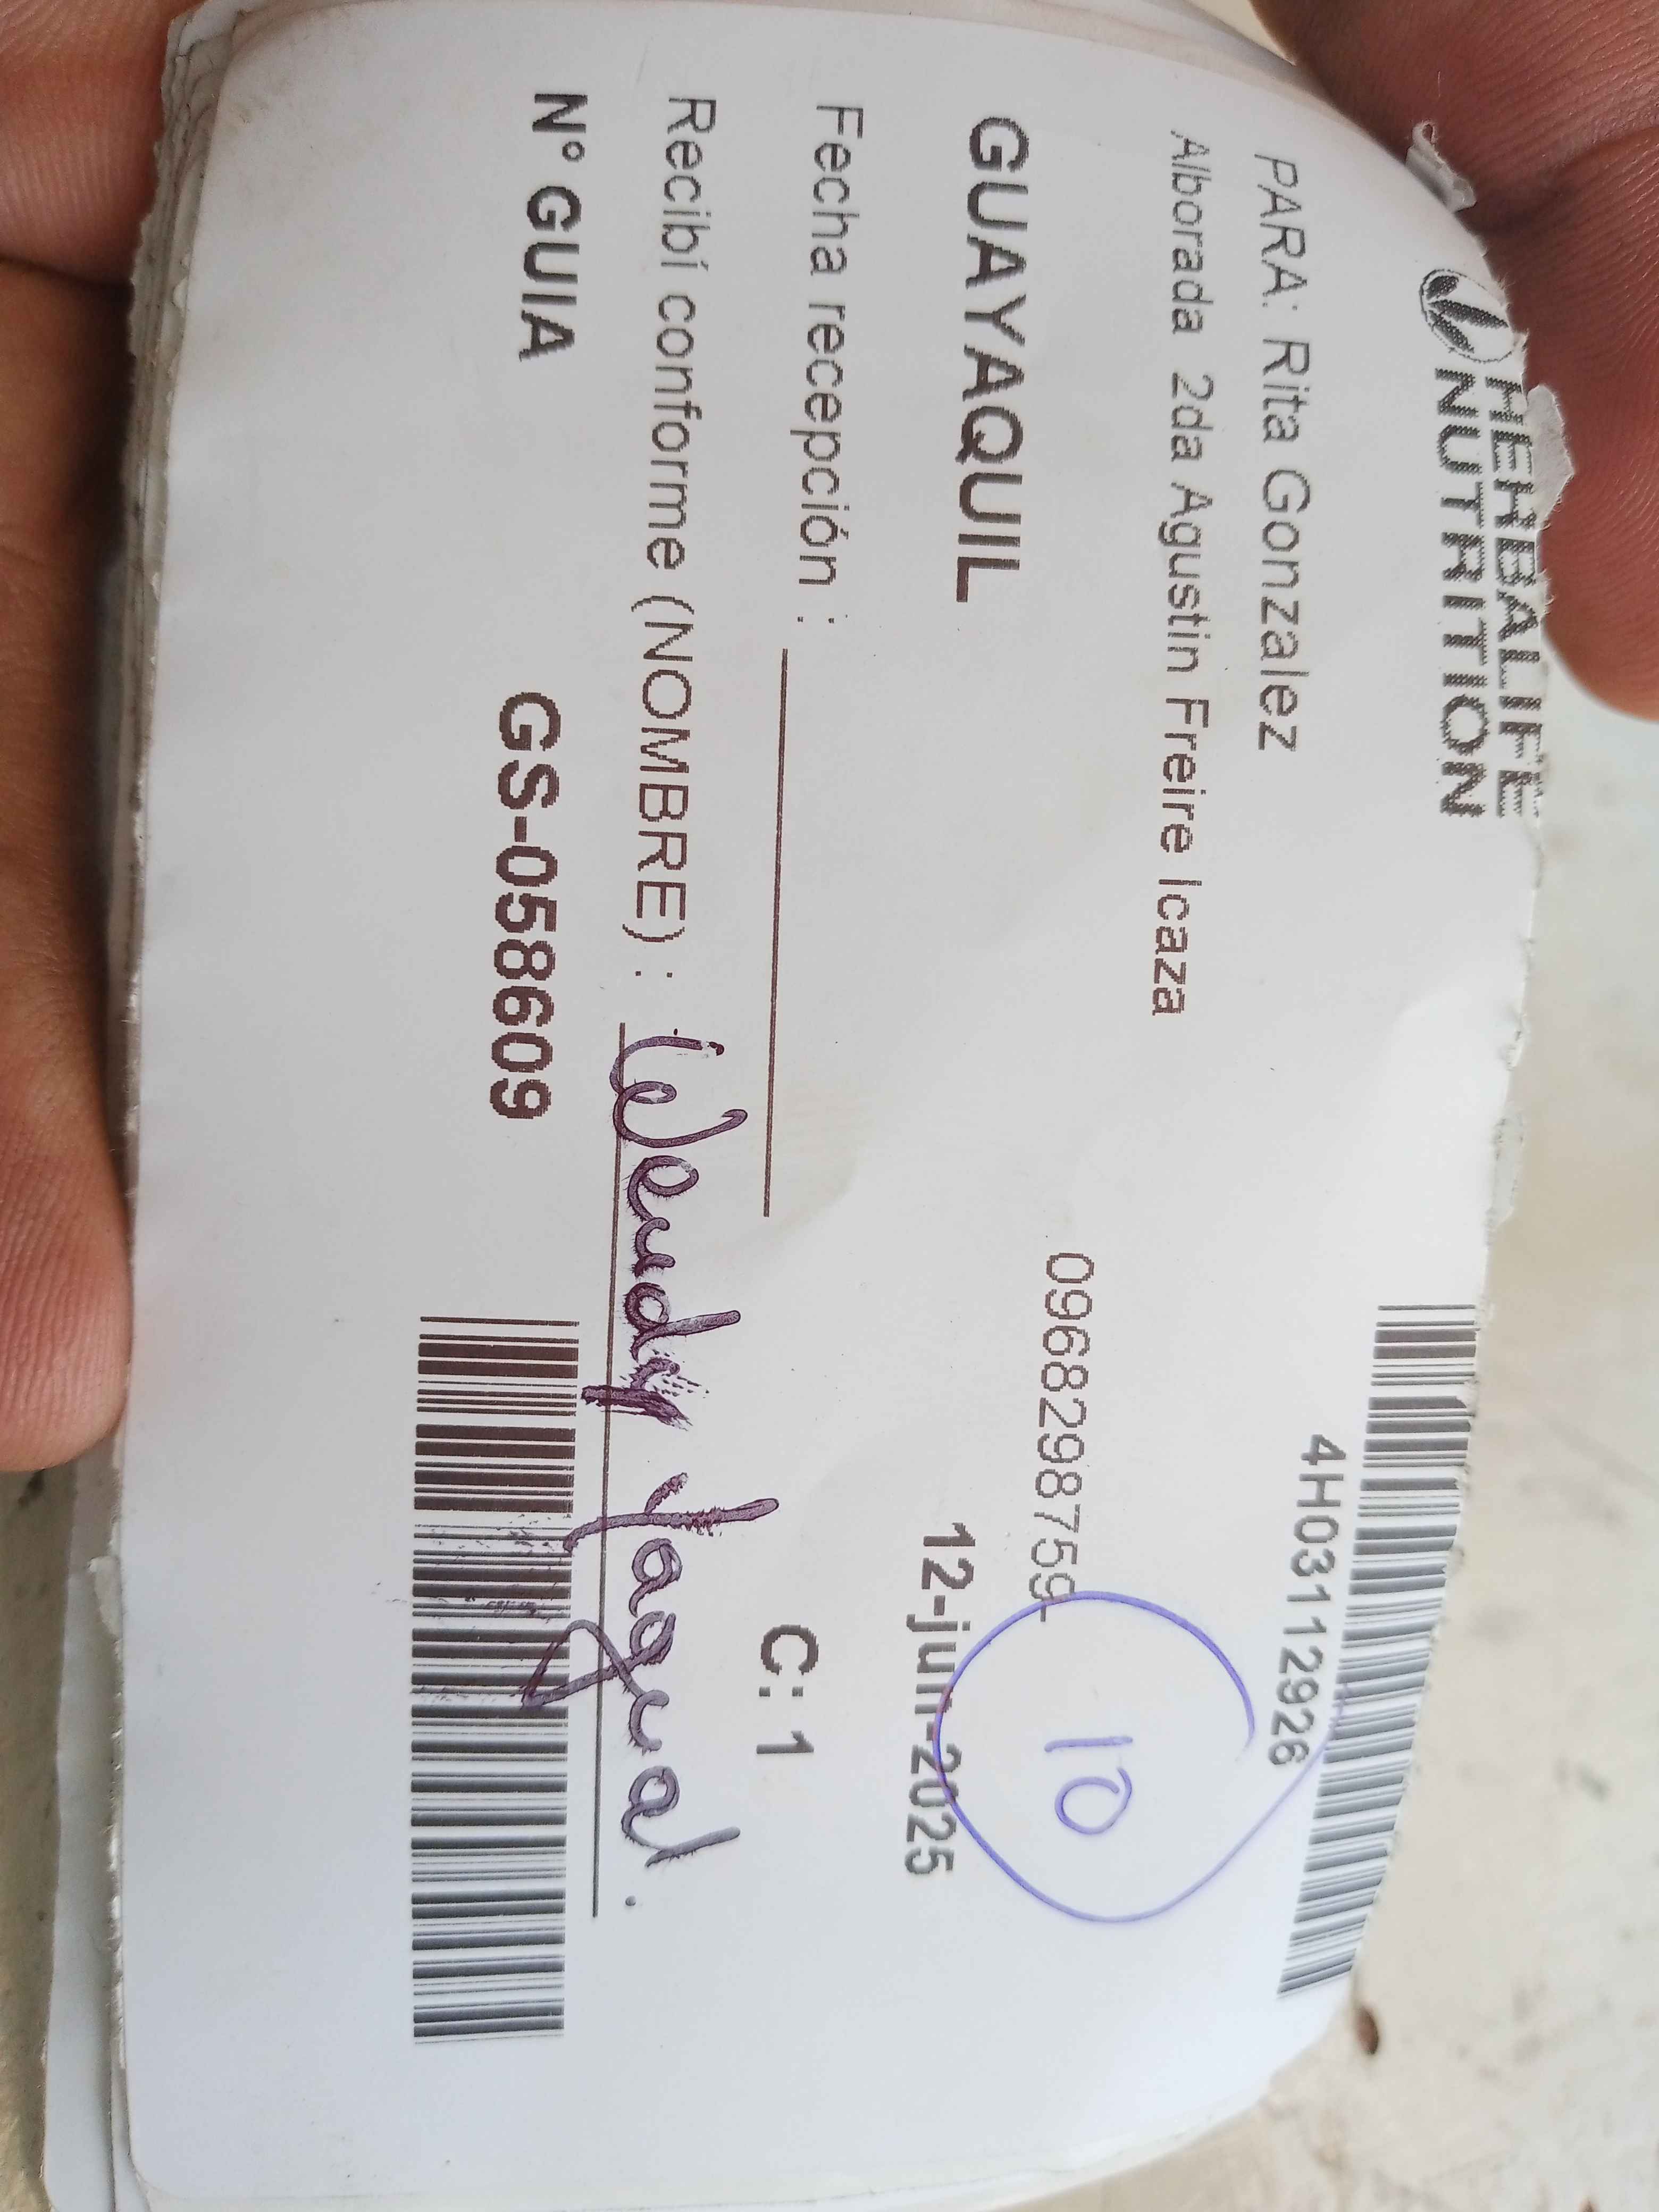 HERBALIFE
NUTRITION
4H03112926
PARA: Rita Gonzalez
Alborada 2da Agustin Freire Icaza
10
0968298759
GUAYAQUIL
12-jun-2025
Fecha recepción :
C: 1
Recibí conforme (NOMBRE) : Wendy Yagual.
N° GUIA GS-058609